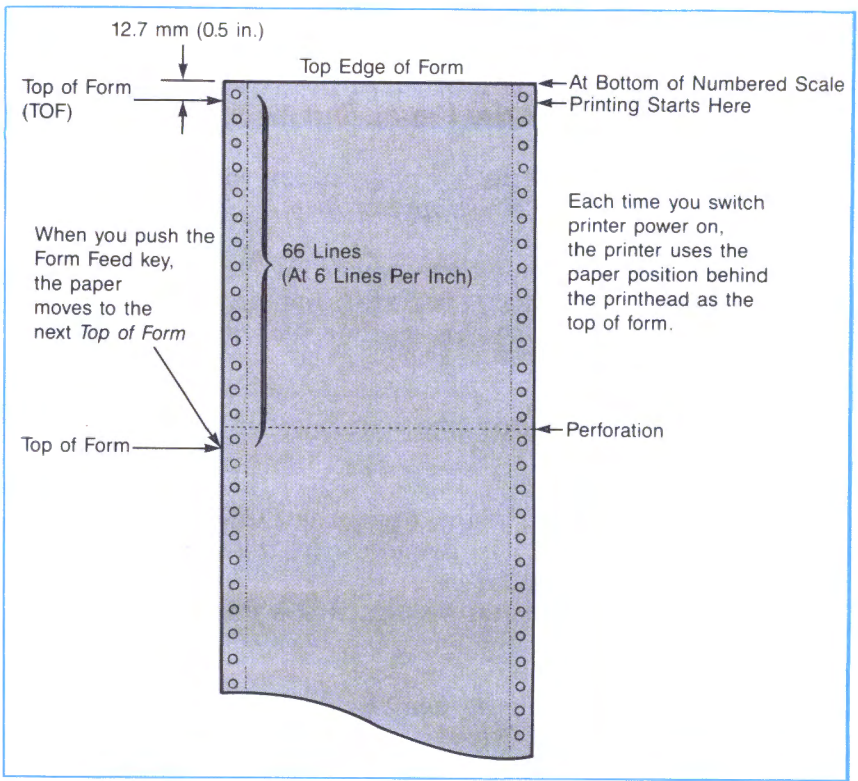 12.7 mm (0.5 in.)
Top Edge of Form
Top of Form
(TOF)
At Bottom of Numbered Scale
Printing Starts Here
When you push the
Form Feed key,
the paper
moves to the
next Top of Form
66 Lines
(At 6 Lines Per Inch)
Each time you switch
printer power on,
the printer uses the
paper position behind
the printhead as the
top of form.
Top of Form
Perforation